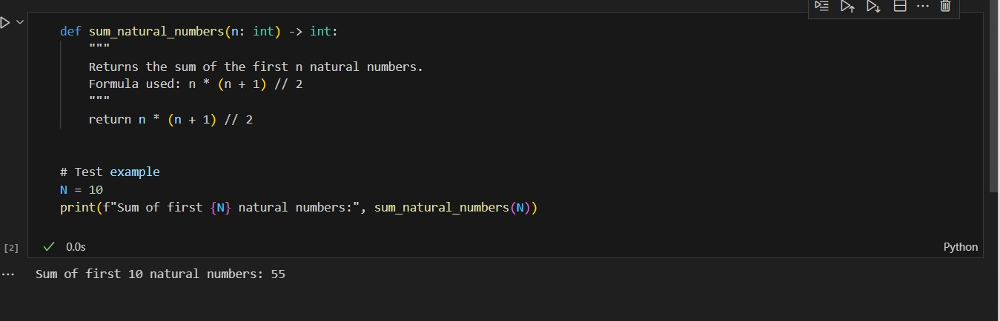 def sum_natural_numbers(n: int) -> int:
    """
    Returns the sum of the first n natural numbers.
    Formula used: n * (n + 1) // 2
    """
    return n * (n + 1) // 2
# Test example
N = 10
print(f"Sum of first {N} natural numbers:", sum_natural_numbers(N))
[2]
0.0s
Python
Sum of first 10 natural numbers: 55